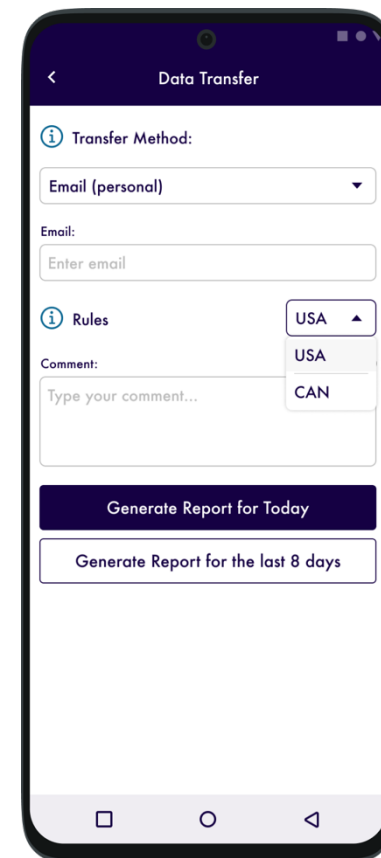 Data Transfer
Transfer Method:
Email (personal)
Email:
Enter email
Rules
USA
USA
CAN
Comment:
Type your comment...
Generate Report for Today
Generate Report for the last 8 days